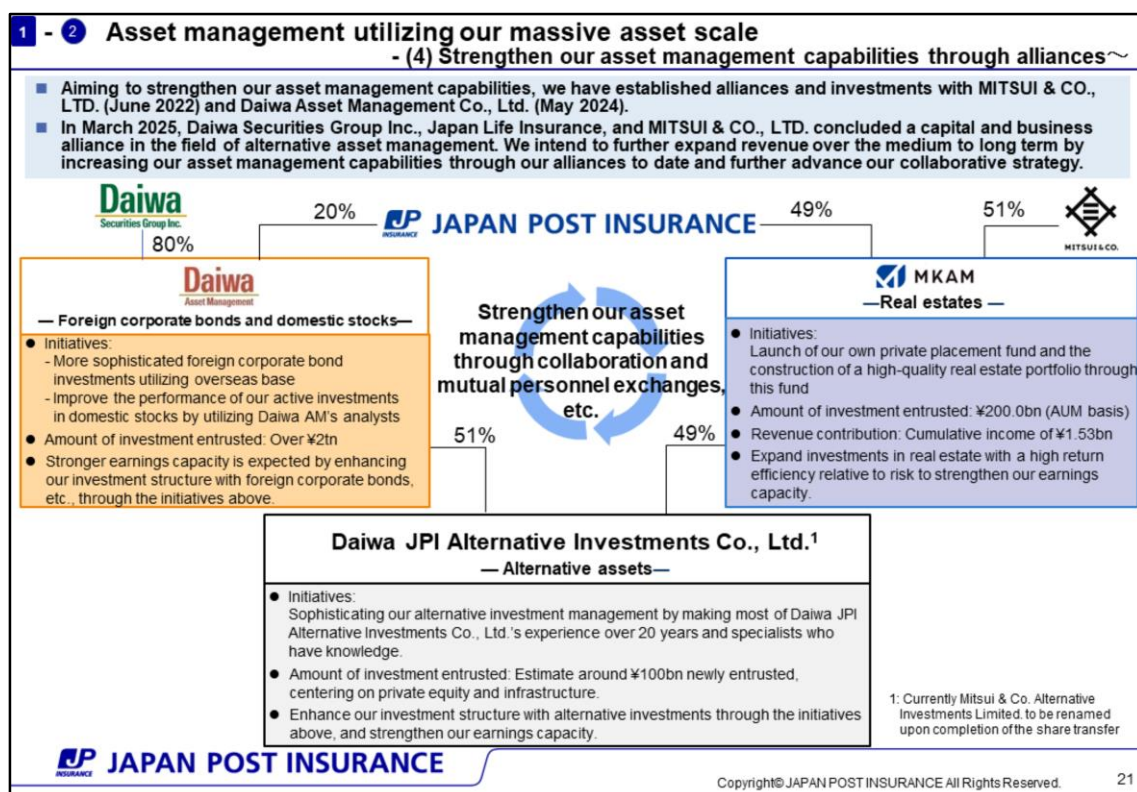 1 - 2 Asset management utilizing our massive asset scale
- (4) Strengthen our asset management capabilities through alliances～
■ Aiming to strengthen our asset management capabilities, we have established alliances and investments with MITSUI & CO., LTD. (June 2022) and Daiwa Asset Management Co., Ltd. (May 2024).
■ In March 2025, Daiwa Securities Group Inc., Japan Life Insurance, and MITSUI & CO., LTD. concluded a capital and business alliance in the field of alternative asset management. We intend to further expand revenue over the medium to long term by increasing our asset management capabilities through our alliances to date and further advance our collaborative strategy.
Daiwa
Securities Group Inc.
80%
20%
JP INSURANCE JAPAN POST INSURANCE
49%
51%
MITSUI & CO.
Daiwa
Asset Management
— Foreign corporate bonds and domestic stocks—
● Initiatives:
- More sophisticated foreign corporate bond
investments utilizing overseas base
- Improve the performance of our active investments
in domestic stocks by utilizing Daiwa AM's
analysts
● Amount of investment entrusted: Over ¥2tn
● Stronger earnings capacity is expected by enhancing
our investment structure with foreign corporate bonds,
etc., through the initiatives above.
Strengthen our asset
management capabilities
through collaboration and
mutual personnel exchanges,
etc.
MKAM
—Real estates —
● Initiatives:
Launch of our own private placement fund and the
construction of a high-quality real estate portfolio through
this fund
● Amount of investment entrusted: ¥200.0bn (AUM basis)
● Revenue contribution: Cumulative income of ¥1.53bn
● Expand investments in real estate with a high return
efficiency relative to risk to strengthen our earnings
capacity.
51%
49%
Daiwa JPI Alternative Investments Co., Ltd.1
— Alternative assets—
● Initiatives:
Sophisticating our alternative investment management by making most of Daiwa JPI
Alternative Investments Co., Ltd.'s experience over 20 years and specialists who
have knowledge.
● Amount of investment entrusted: Estimate around ¥100bn newly entrusted,
centering on private equity and infrastructure.
● Enhance our investment structure with alternative investments through the initiatives
above, and strengthen our earnings capacity.
1: Currently Mitsui & Co. Alternative
Investments Limited. to be renamed
upon completion of the share transfer
JP INSURANCE JAPAN POST INSURANCE
Copyright© JAPAN POST INSURANCE All Rights Reserved.
21